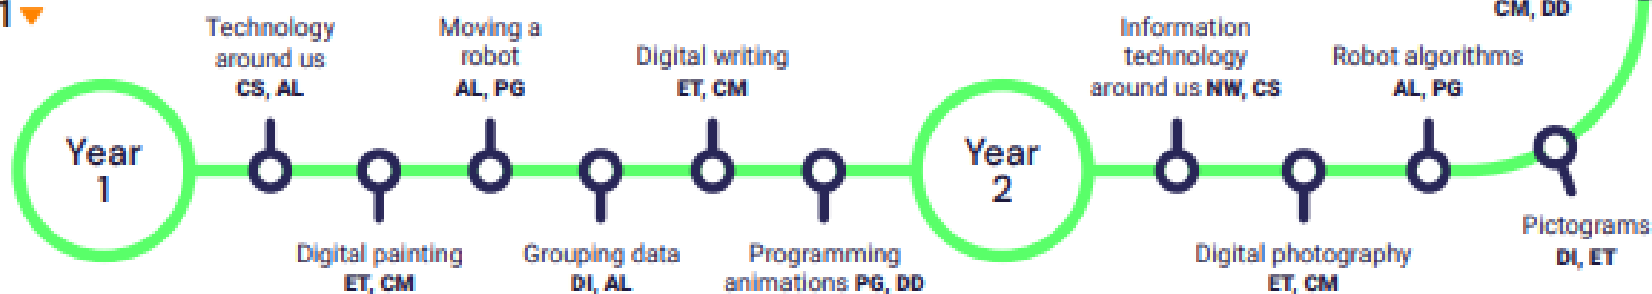 1
Technology
around us
CS, AL
Moving a
robot
AL, PG
Digital writing
ET, CM
Information
technology
around us NW, CS
Robot algorithms
AL, PG
CM, DD
Year
1
Year
2
Digital painting
ET, CM
Grouping data
DI, AL
Programming
animations PG, DD
Digital photography
ET, CM
Pictograms
DI, ET